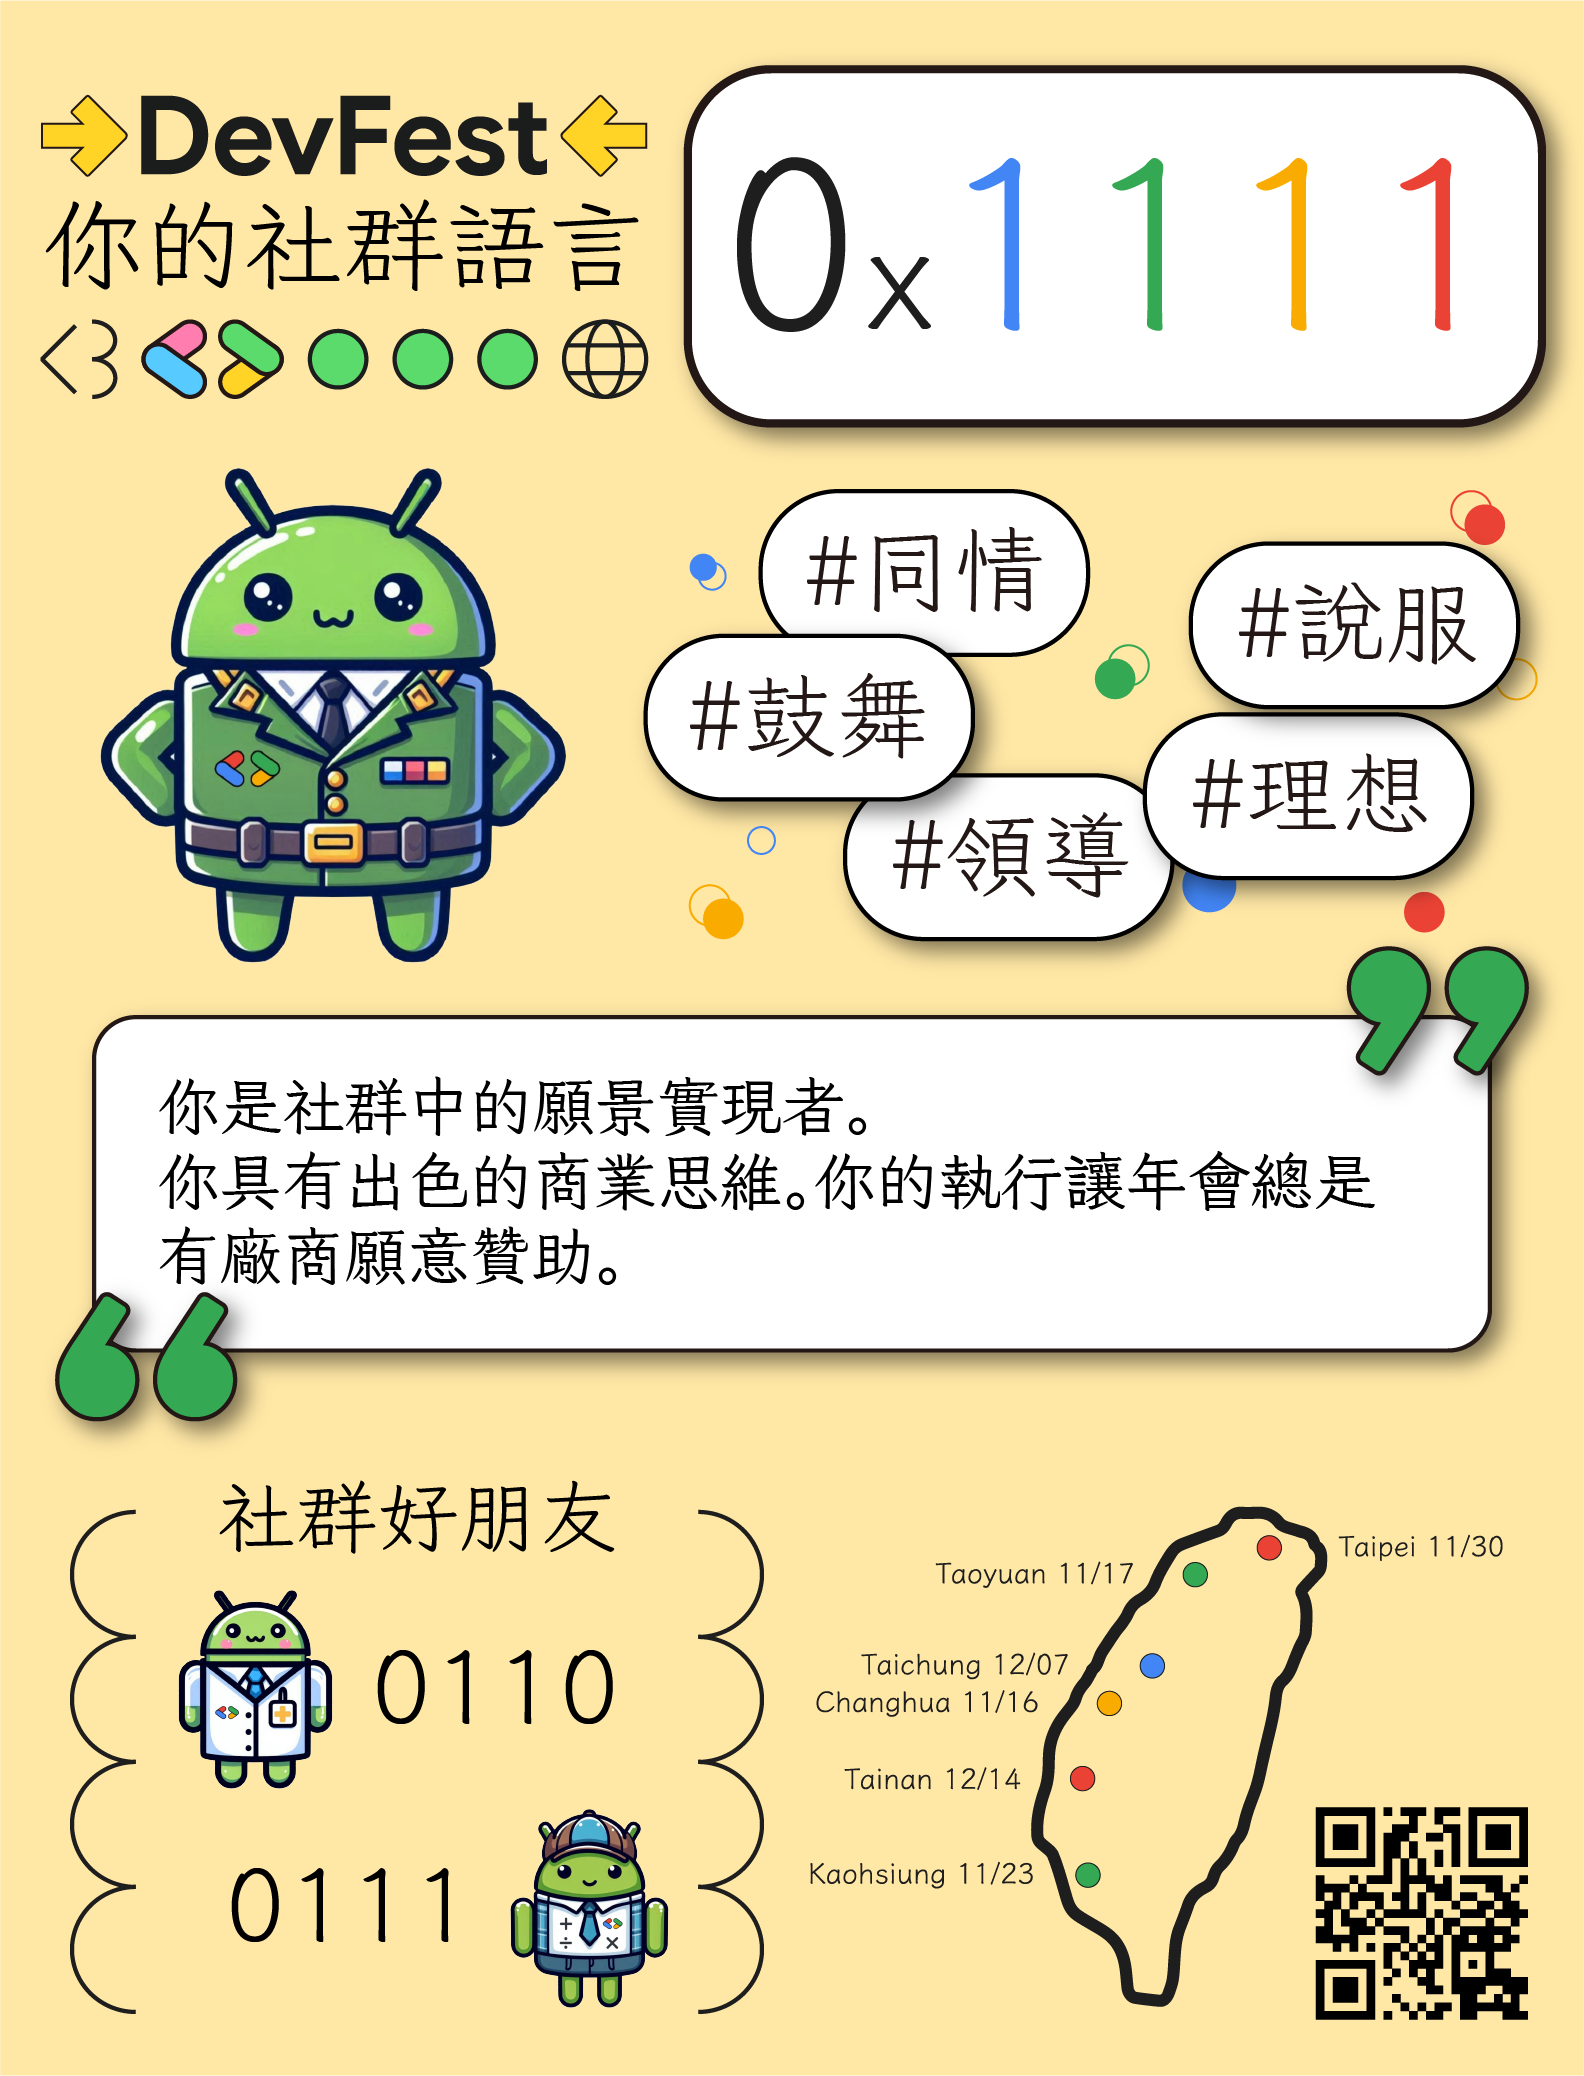 DevFest
你的社群語言
0x1111
#同情
#說服
#鼓舞
#理想
#領導
你是社群中的願景實現者。
你具有出色的商業思維。你的執行讓年會總是
有廠商願意贊助。
社群好朋友
0110
0111
Taipei 11/30
Taoyuan 11/17
Taichung 12/07
Changhua 11/16
Tainan 12/14
Kaohsiung 11/23